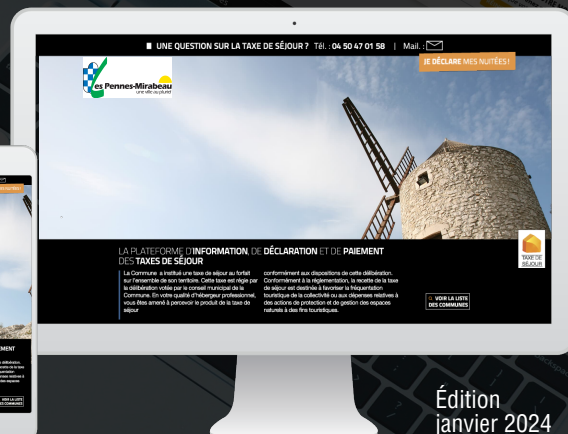 UNE QUESTION SUR LA TAXE DE SÉJOUR ? Tél. : 04 50 47 01 58 | Mail. :
JE DÉCLARE MES NUITÉES !
es Pennes-Mirabeau
une ville au pluriel
LA PLATEFORME D'INFORMATION, DE DÉCLARATION ET DE PAIEMENT
DES TAXES DE SÉJOUR
La Commune a institué une taxe de séjour au forfait
sur l'ensemble de son territoire. Cette taxe est régie par
la délibération votée par le conseil municipal de la
Commune. En votre qualité d'hébergeur professionnel,
vous êtes amené à percevoir le produit de la taxe de
séjour
conformément aux dispositions de cette délibération.
Conformément à la réglementation, la recette de la taxe
de séjour est destinée à favoriser la fréquentation
touristique de la collectivité ou aux dépenses relatives à
des actions de protection et de gestion des espaces
naturels à des fins touristiques.
TAXE DE
SÉJOUR
VOIR LA LISTE
DES COMMUNES
EMENT
VOIR LA LISTE
DES COMMUNES
Édition
janvier 2024